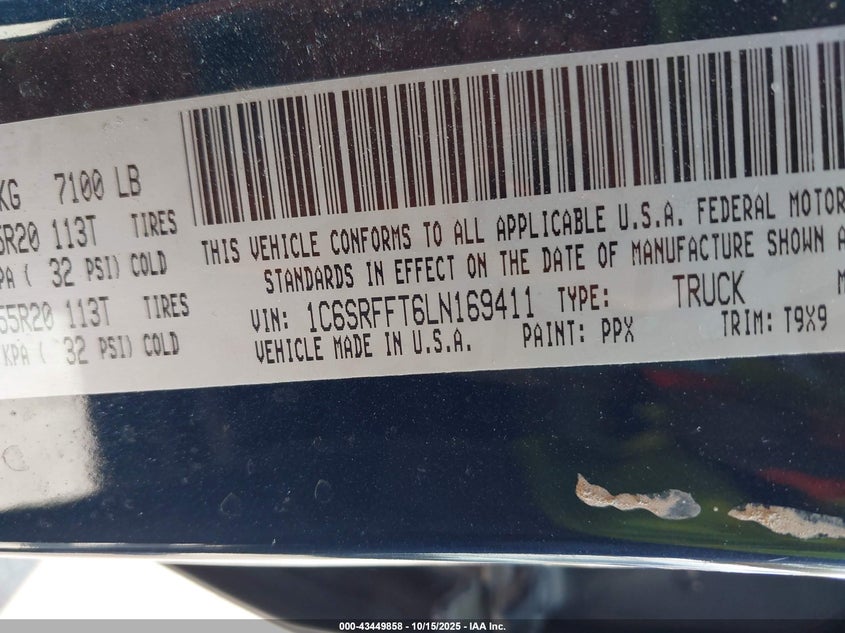 KG 7100 LB
5R20 113T TIRES
KPA ( 32 PSI) COLD
55R20 113T TIRES
KPA ( 32 PSI) COLD
THIS VEHICLE CONFORMS TO ALL APPLICABLE U.S.A. FEDERAL MOTOR
STANDARDS IN EFFECT ON THE DATE OF MANUFACTURE SHOWN A
VIN: 1C6SRFFT6LN169411 TYPE: TRUCK M
VEHICLE MADE IN U.S.A. PAINT: PPX TRIM: T9X9
000-43449858 - 10/15/2025 - IAA Inc.